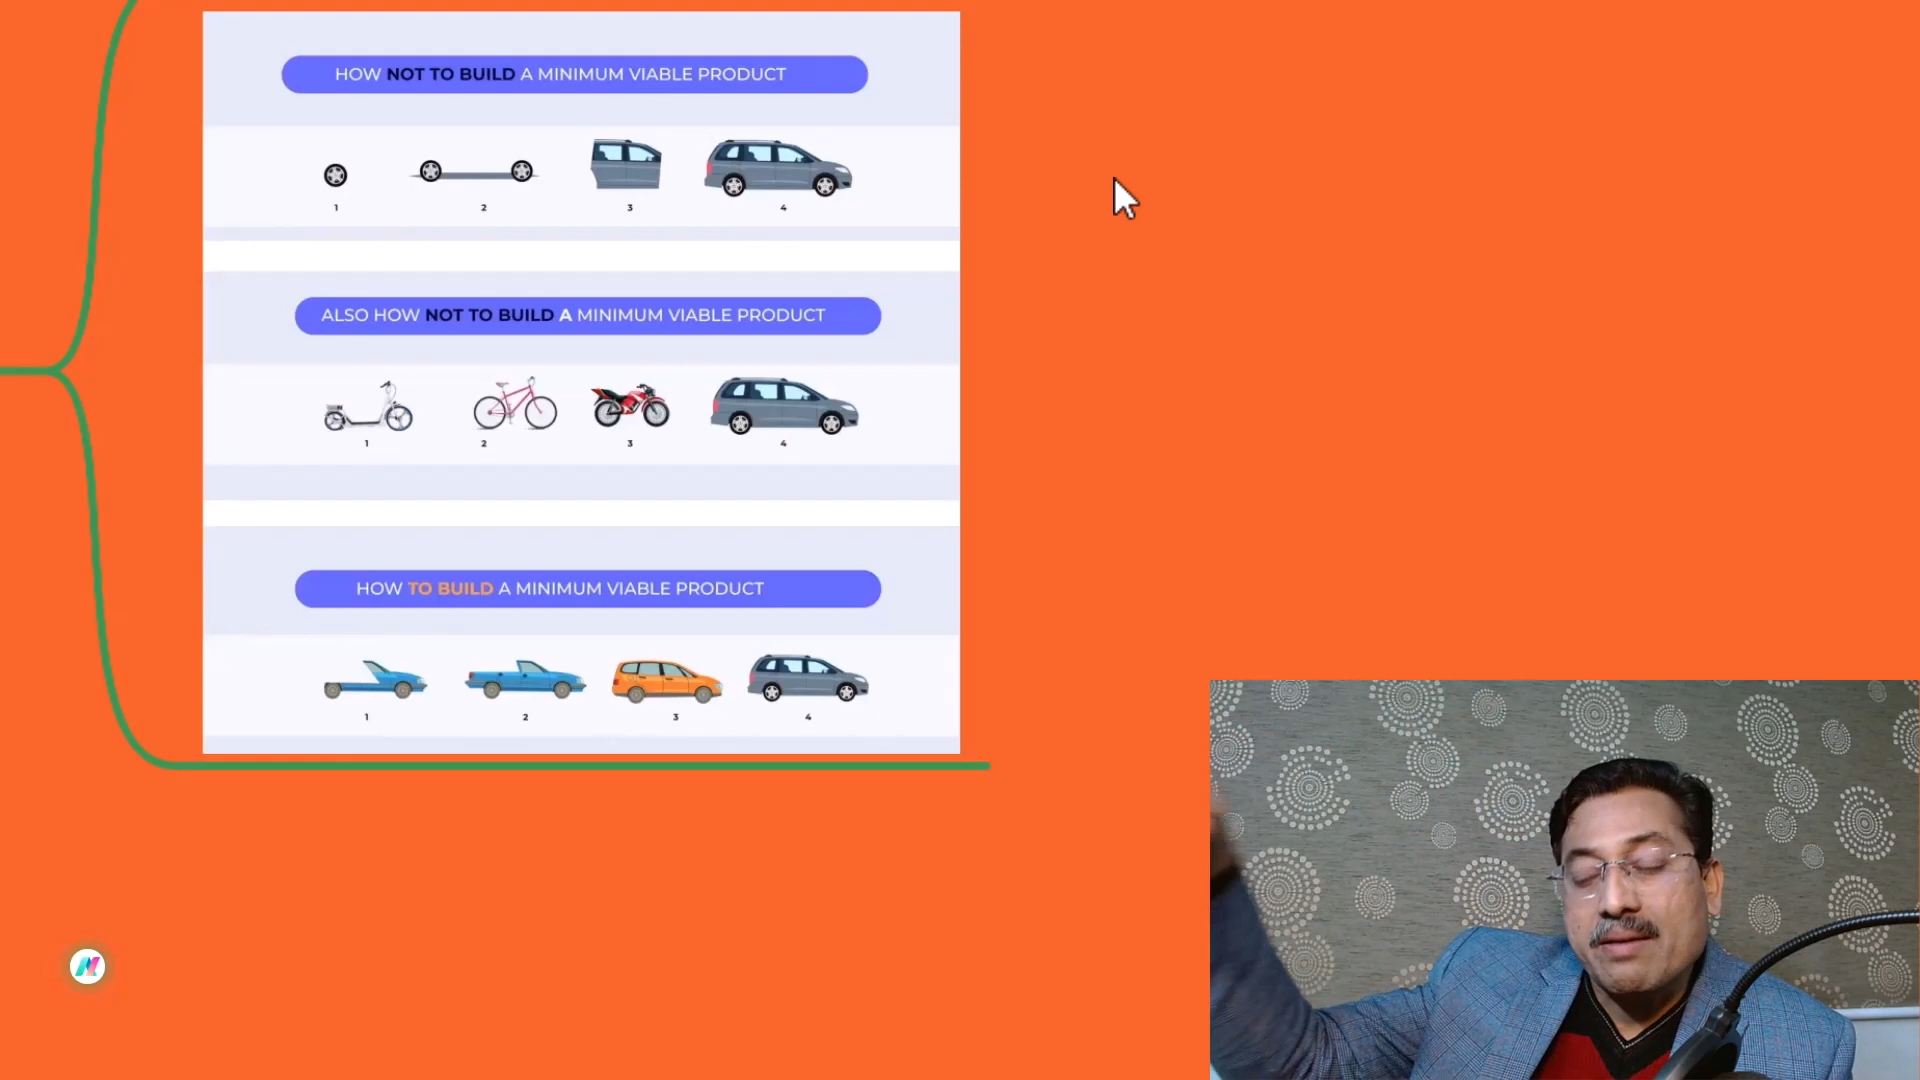 HOW NOT TO BUILD A MINIMUM VIABLE PRODUCT
1 2 3 4
ALSO HOW NOT TO BUILD A MINIMUM VIABLE PRODUCT
1 2 3 4
HOW TO BUILD A MINIMUM VIABLE PRODUCT
1 2 3 4